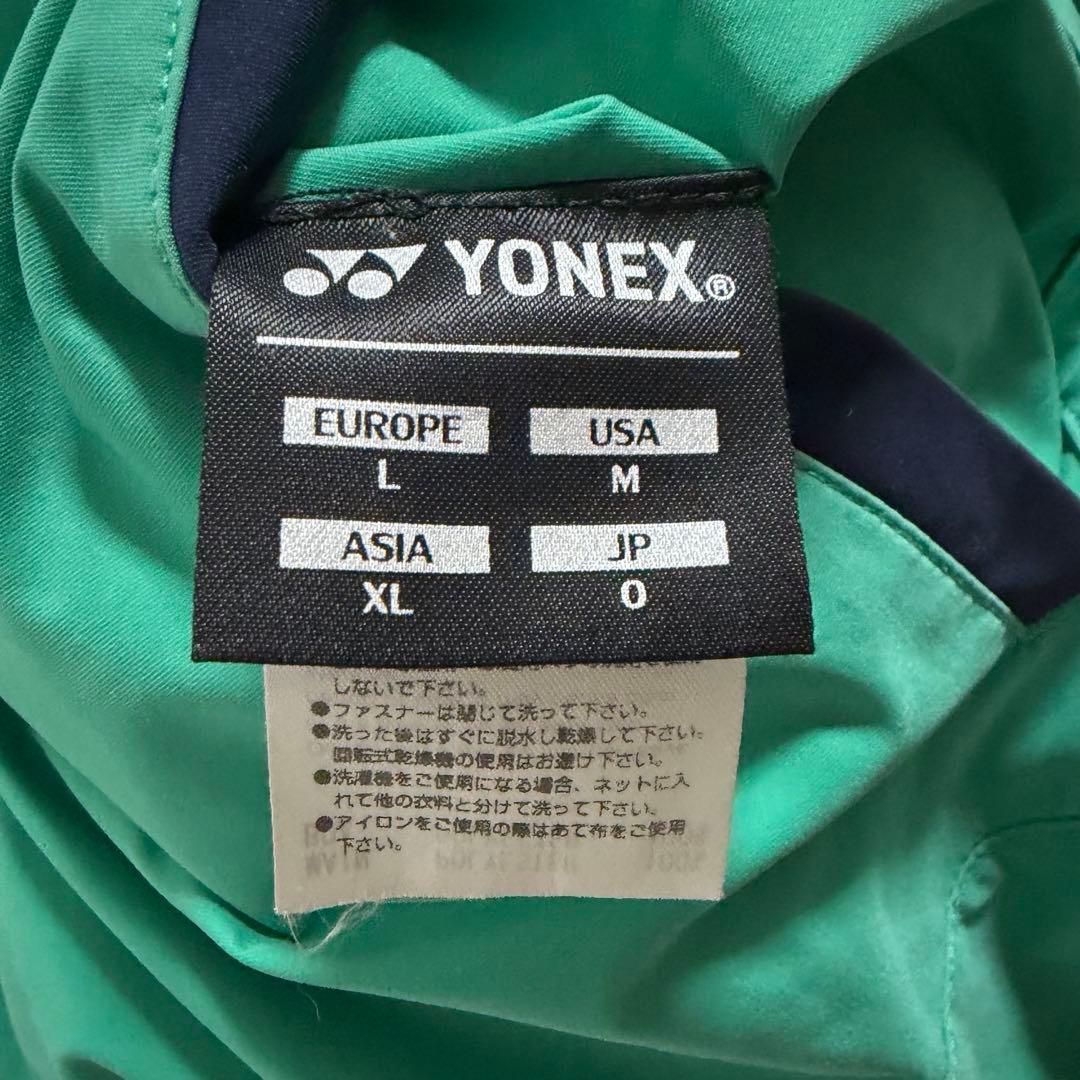 YONEX®
EUROPE USA
L M
ASIA JP
XL O
しないで下さい。
●ファスナーは閉じて洗って下さい。
●洗った後はすぐに脱水し乾燥して下さい。
回転式乾燥機の使用はお避け下さい。
●洗濯機をご使用になる場合、ネットに入
れて他の衣料と分けて洗って下さい。
●アイロンをご使用の際はあて布をご使用
下さい。